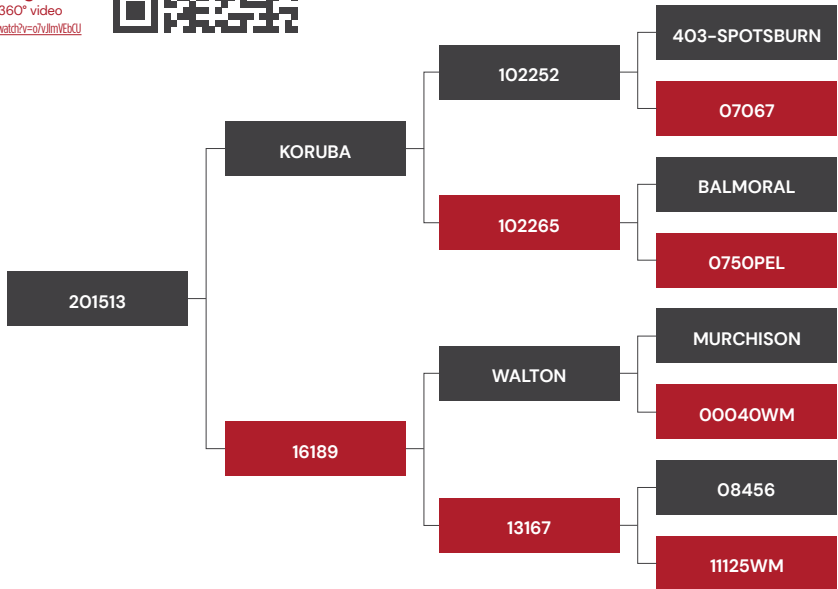 360° video
watch?v=o7vJImVEbCU
403-SPOTSBURN
102252
07067
KORUBA
BALMORAL
102265
0750PEL
201513
MURCHISON
WALTON
00040WM
16189
08456
13167
11125WM